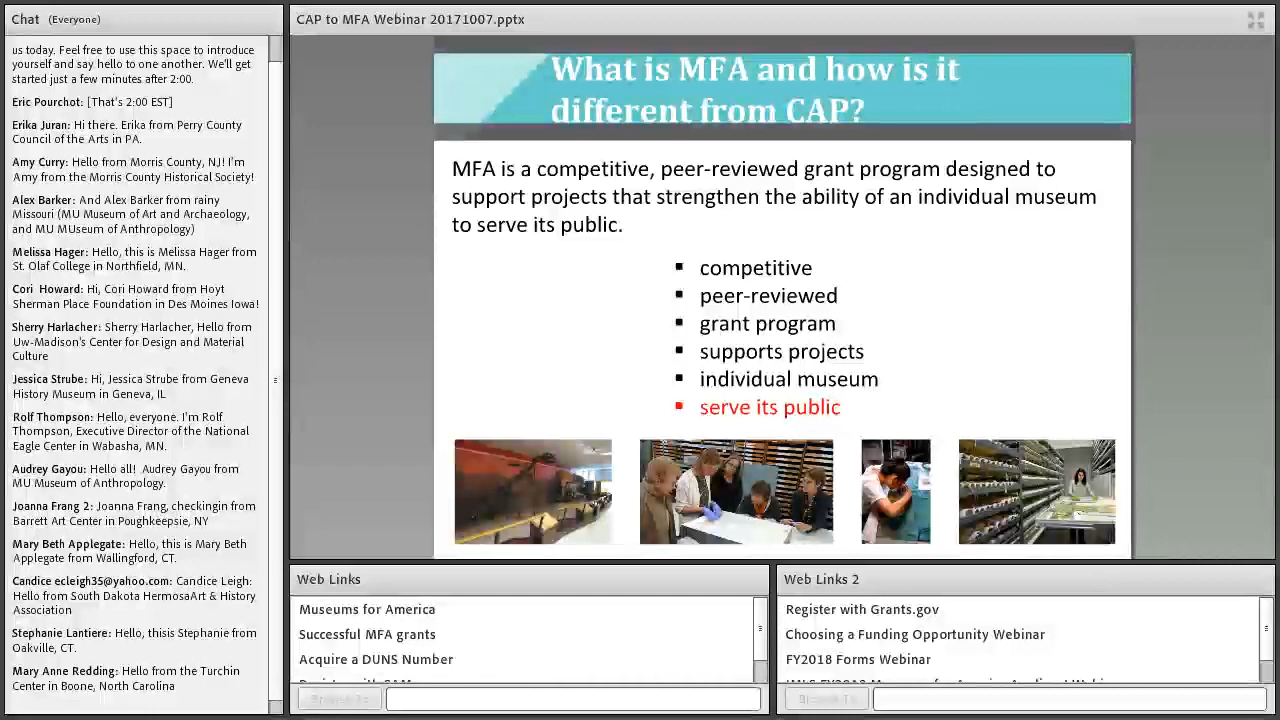 Chat (Everyone)
us today. Feel free to use this space to introduce
yourself and say hello to one another. We'll get
started just a few minutes after 2:00.
Eric Pourchot: [That's 2:00 EST]
Erika Juran: Hi there. Erika from Perry County
Council of the Arts in PA.
Amy Curry: Hello from Morris County, NJ! I'm
Amy from the Morris County Historical Society!
Alex Barker: And Alex Barker from rainy
Missouri (MU Museum of Art and Archaeology,
and MU MUseum of Anthropology)
Melissa Hager: Hello, this is Melissa Hager from
St. Olaf College in Northfield, MN.
Cori Howard: Hi, Cori Howard from Hoyt
Sherman Place Foundation in Des Moines Iowa!
Sherry Harlacher: Sherry Harlacher, Hello from
Uw-Madison's Center for Design and Material
Culture
Jessica Strube: Hi, Jessica Strube from Geneva
History Museum in Geneva, IL
Rolf Thompson: Hello, everyone. I'm Rolf
Thompson, Executive Director of the National
Eagle Center in Wabasha, MN.
Audrey Gayou: Hello all! Audrey Gayou from
MU Museum of Anthropology.
Joanna Frang 2: Joanna Frang, checkingin from
Barrett Art Center in Poughkeepsie, NY
Mary Beth Applegate: Hello, this is Mary Beth
Applegate from Wallingford, CT.
Candice ecleigh35@yahoo.com: Candice Leigh:
Hello from South Dakota HermosaArt & History
Association
Stephanie Lantiere: Hello, thisis Stephanie from
Oakville, CT.
Mary Anne Redding: Hello from the Turchin
Center in Boone, North Carolina
CAP to MFA Webinar 20171007.pptx
What is MFA and how is it
different from CAP?
MFA is a competitive, peer-reviewed grant program designed to
support projects that strengthen the ability of an individual museum
to serve its public.
competitive
peer-reviewed
grant program
supports projects
individual museum
serve its public
Web Links
Museums for America
Successful MFA grants
Acquire a DUNS Number
Browse To
Web Links 2
Register with Grants.gov
Choosing a Funding Opportunity Webinar
FY2018 Forms Webinar
Browse To